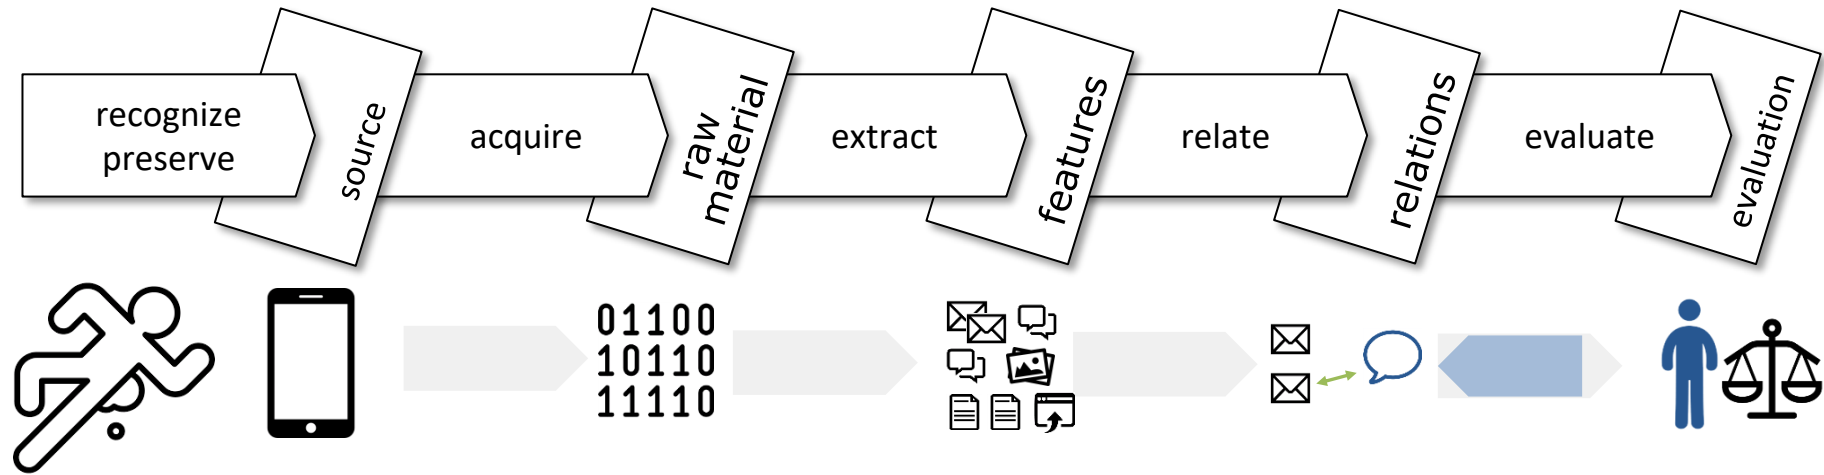 recognize
preserve
source
acquire
raw
material
extract
features
relate
relations
evaluate
evaluation
01100
10110
11110